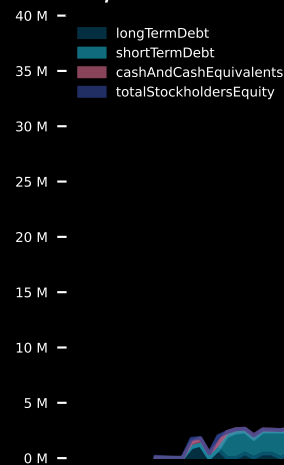 40 M
longTermDebt
shortTermDebt
35 M
cashAndCashEquivalents
totalStockholdersEquity
30 M
25 M
20 M
15 M
10 M
5 M
0 M